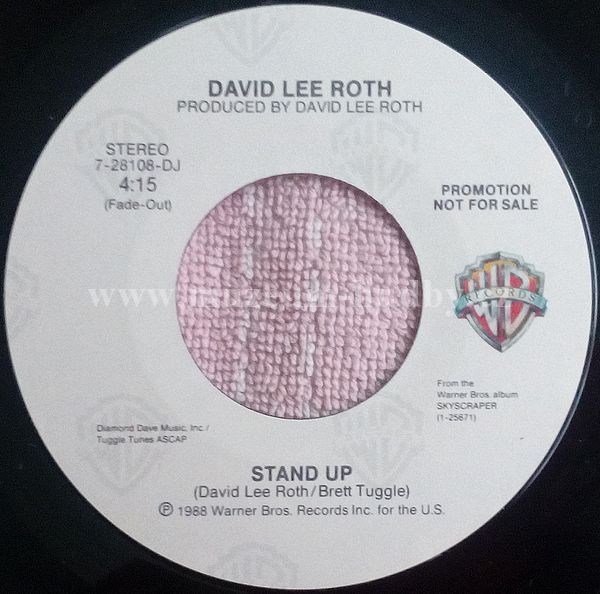 DAVID LEE ROTH
PRODUCED BY DAVID LEE ROTH
STEREO
7-28108-DJ
4:15
(Fade-Out)
PROMOTION
NOT FOR SALE
WB
RECORDS
From the
Warner Bros. album
SKYSCRAPER
(1-25671)
Diamond Dave Music, Inc./
Tuggle Tunes ASCAP
STAND UP
(David Lee Roth/Brett Tuggle)
℗ 1988 Warner Bros. Records Inc. for the U.S.